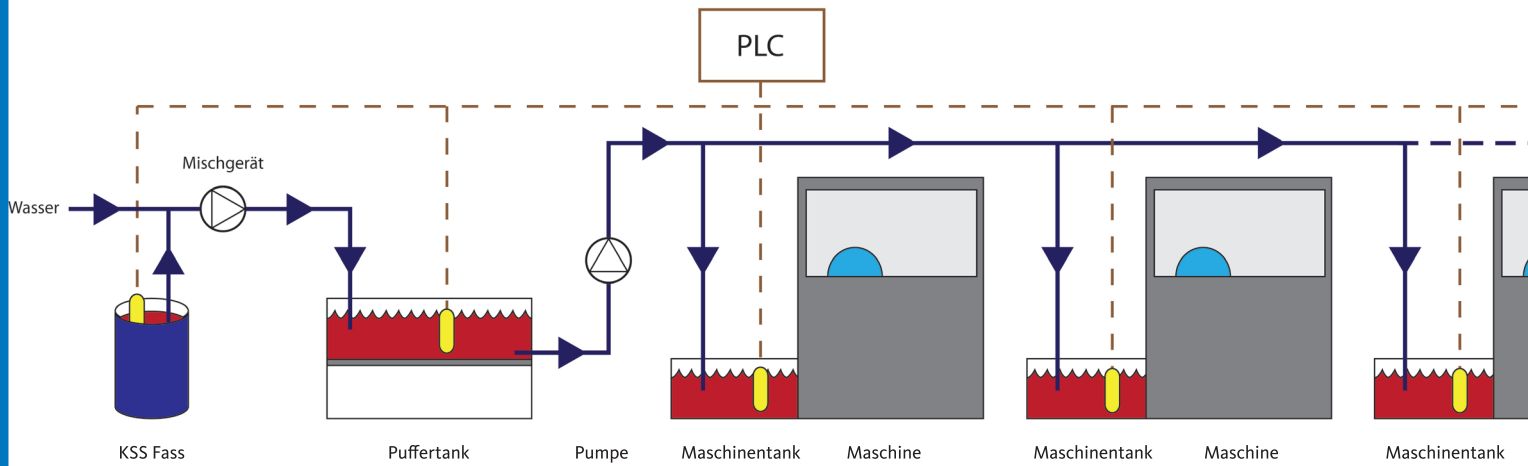 PLC
Mischgerät
Wasser
KSS Fass
Puffertank
Pumpe
Maschinentank
Maschine
Maschinentank
Maschine
Maschinentank